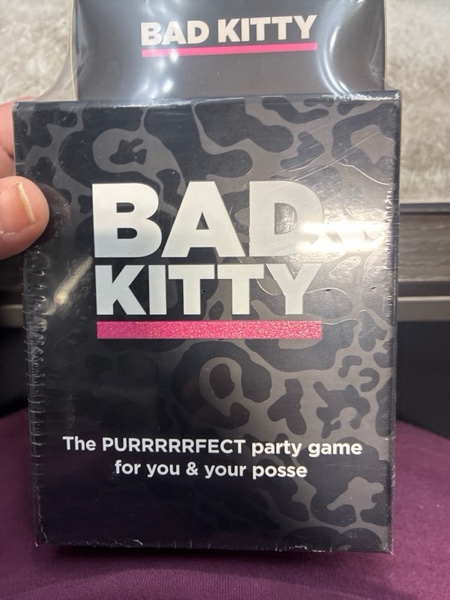 BAD KITTY
BAD
KITTY
The PURRRRRFECT party game
for you & your posse